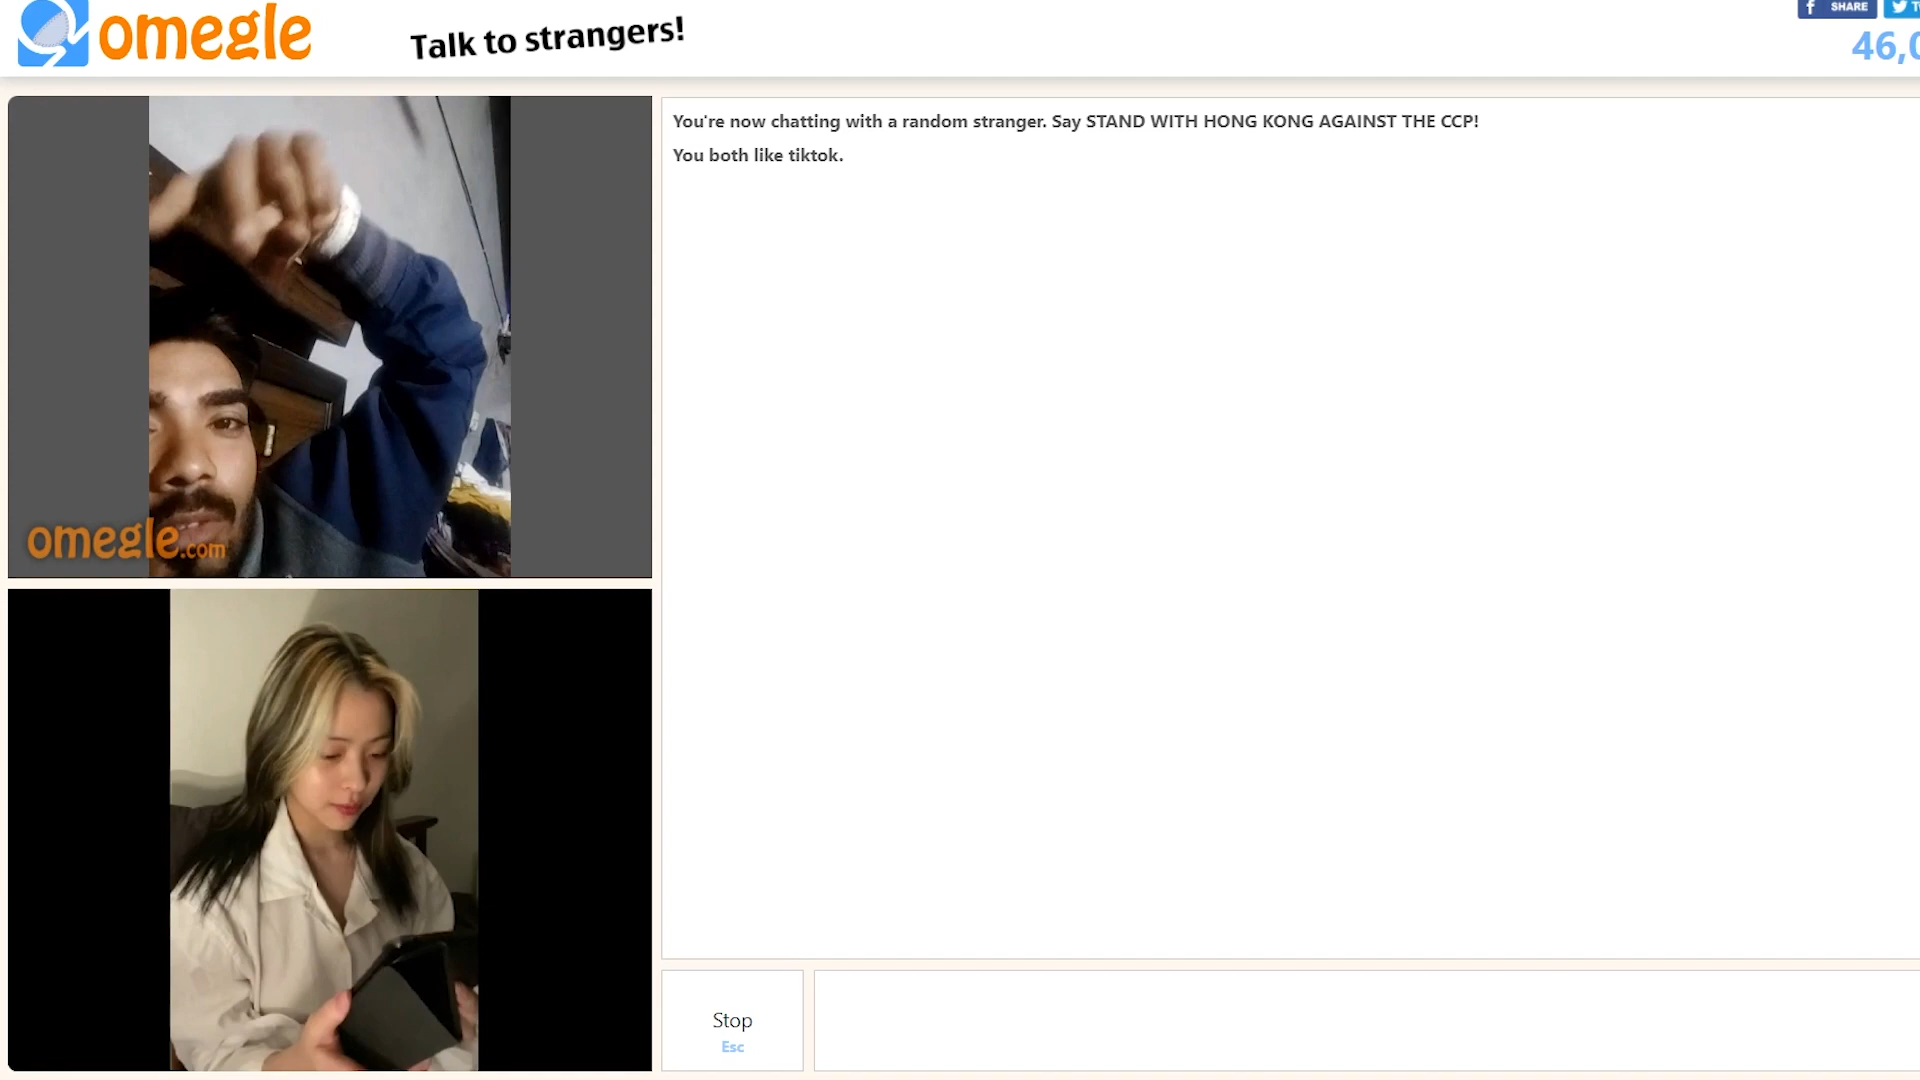 omegle
Talk to strangers!
SHARE
46,0
You're now chatting with a random stranger. Say STAND WITH HONG KONG AGAINST THE CCP!
You both like tiktok.
omegle.com
Stop
Esc